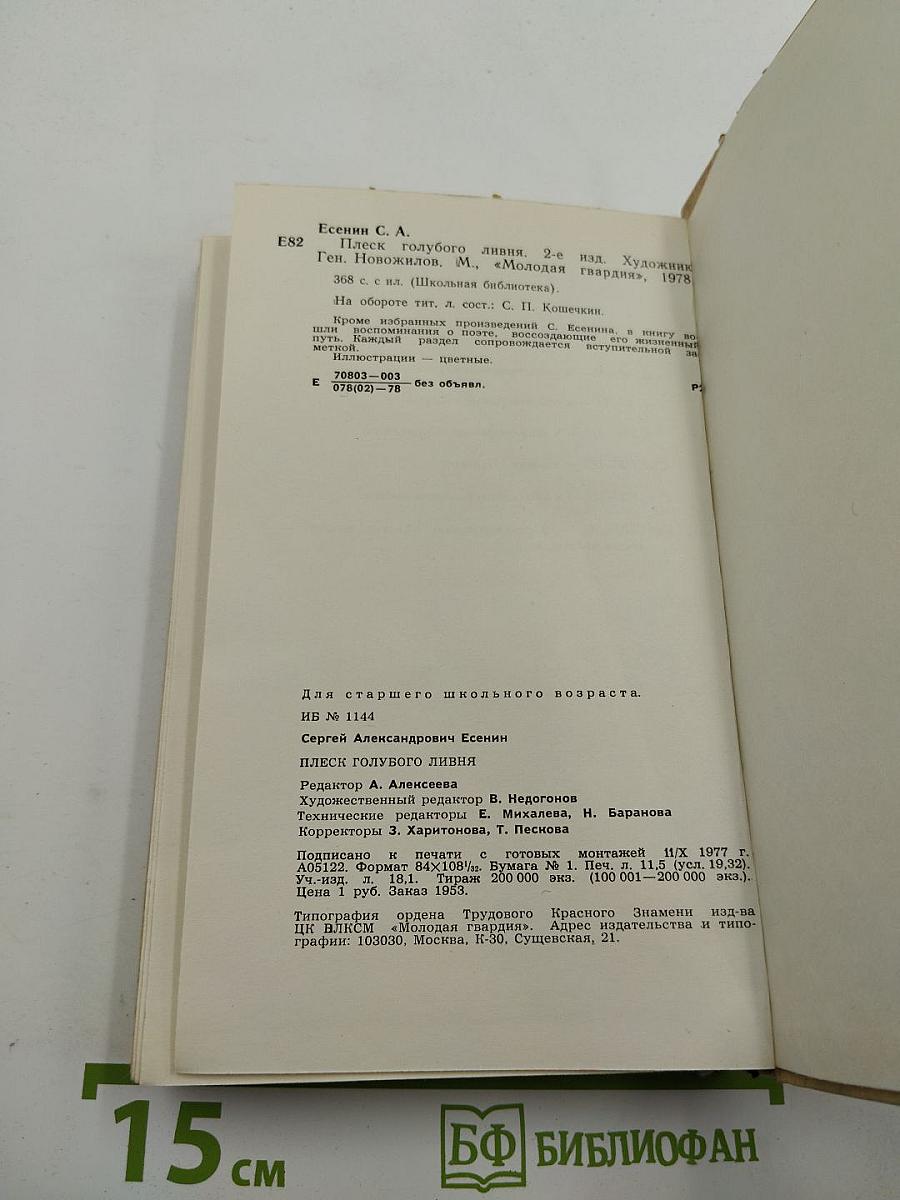 Есенин С. А.
Е82 Плеск голубого ливня. 2-е изд. Художник
Ген. Новожилов. М., «Молодая гвардия», 1978
368 с. с ил. (Школьная библиотека).
На обороте тит. л. сост.: С. П. Кошечкин.
Кроме избранных произведений С. Есенина, в книгу во-
шли воспоминания о поэте, воссоздающие его жизненный
путь. Каждый раздел сопровождается вступительной за
меткой.
Иллюстрации — цветные.
Е 70803—003
078(02)—78 без объявл.
Для старшего школьного возраста.
ИБ № 1144
Сергей Александрович Есенин
ПЛЕСК ГОЛУБОГО ЛИВНЯ
Редактор А. Алексеева
Художественный редактор В. Недогонов
Технические редакторы Е. Михалева, Н. Баранова
Корректоры З. Харитонова, Т. Пескова
Подписано к печати с готовых монтажей 11/X 1977 г.
А05122. Формат 84×108¹/₃₂. Бумага № 1. Печ. л. 11,5 (усл. 19,32).
Уч.-изд. л. 18,1. Тираж 200 000 экз. (100 001—200 000 экз.).
Цена 1 руб. Заказ 1953.
Типография ордена Трудового Красного Знамени изд-ва
ЦК ВЛКСМ «Молодая гвардия». Адрес издательства и типо-
графии: 103030, Москва, К-30, Сущевская, 21.
15 см
БФ БИБЛИОФАН